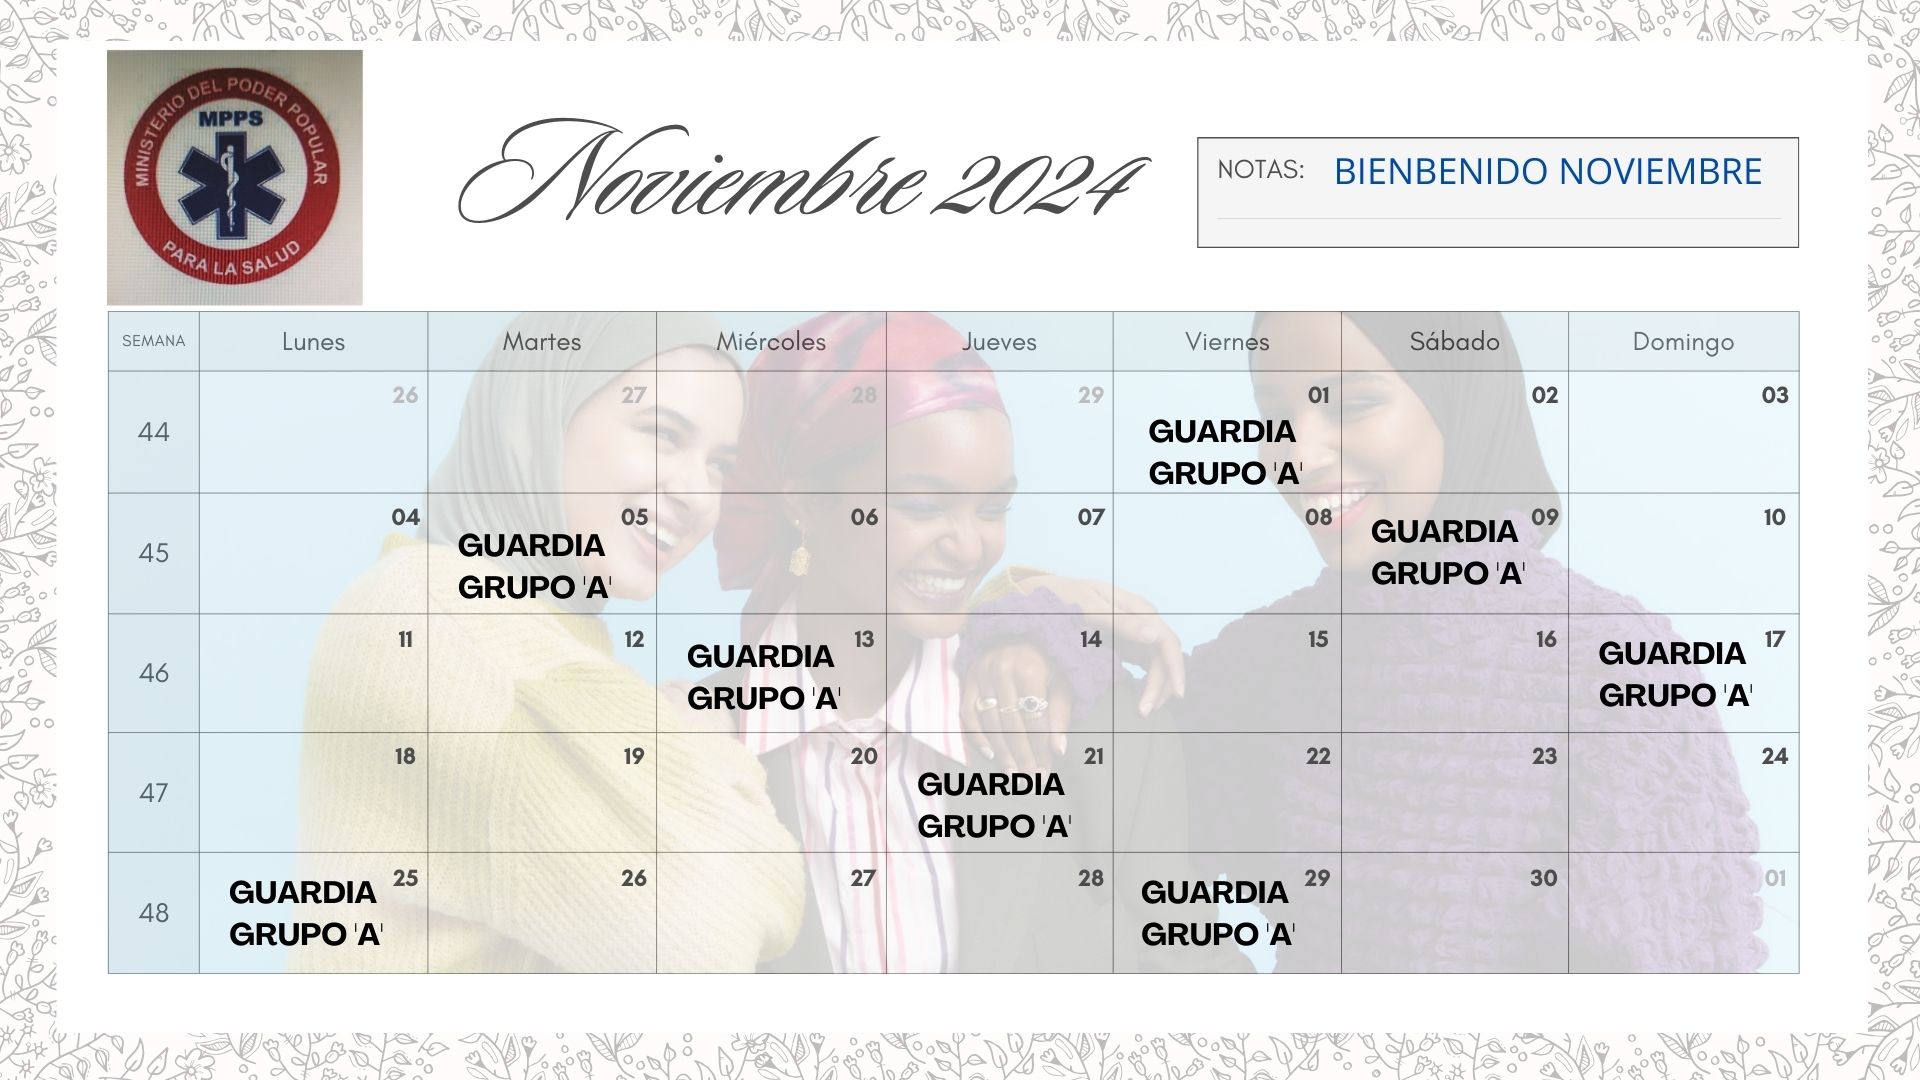 MINISTERIO DEL PODER POPULAR
MPPS
PARA LA SALUD
Noviembre 2024
NOTAS: BIENBENIDO NOVIEMBRE
SEMANA Lunes Martes Miércoles Jueves Viernes Sábado Domingo
44 26 27 28 29 01 02 03
GUARDIA
GRUPO 'A'
45 04 05 06 07 08 09 10
GUARDIA
GRUPO 'A'
GUARDIA
GRUPO 'A'
46 11 12 13 14 15 16 17
GUARDIA
GRUPO 'A'
GUARDIA
GRUPO 'A'
47 18 19 20 21 22 23 24
GUARDIA
GRUPO 'A'
48 25 26 27 28 29 30 01
GUARDIA
GRUPO 'A'
GUARDIA
GRUPO 'A'